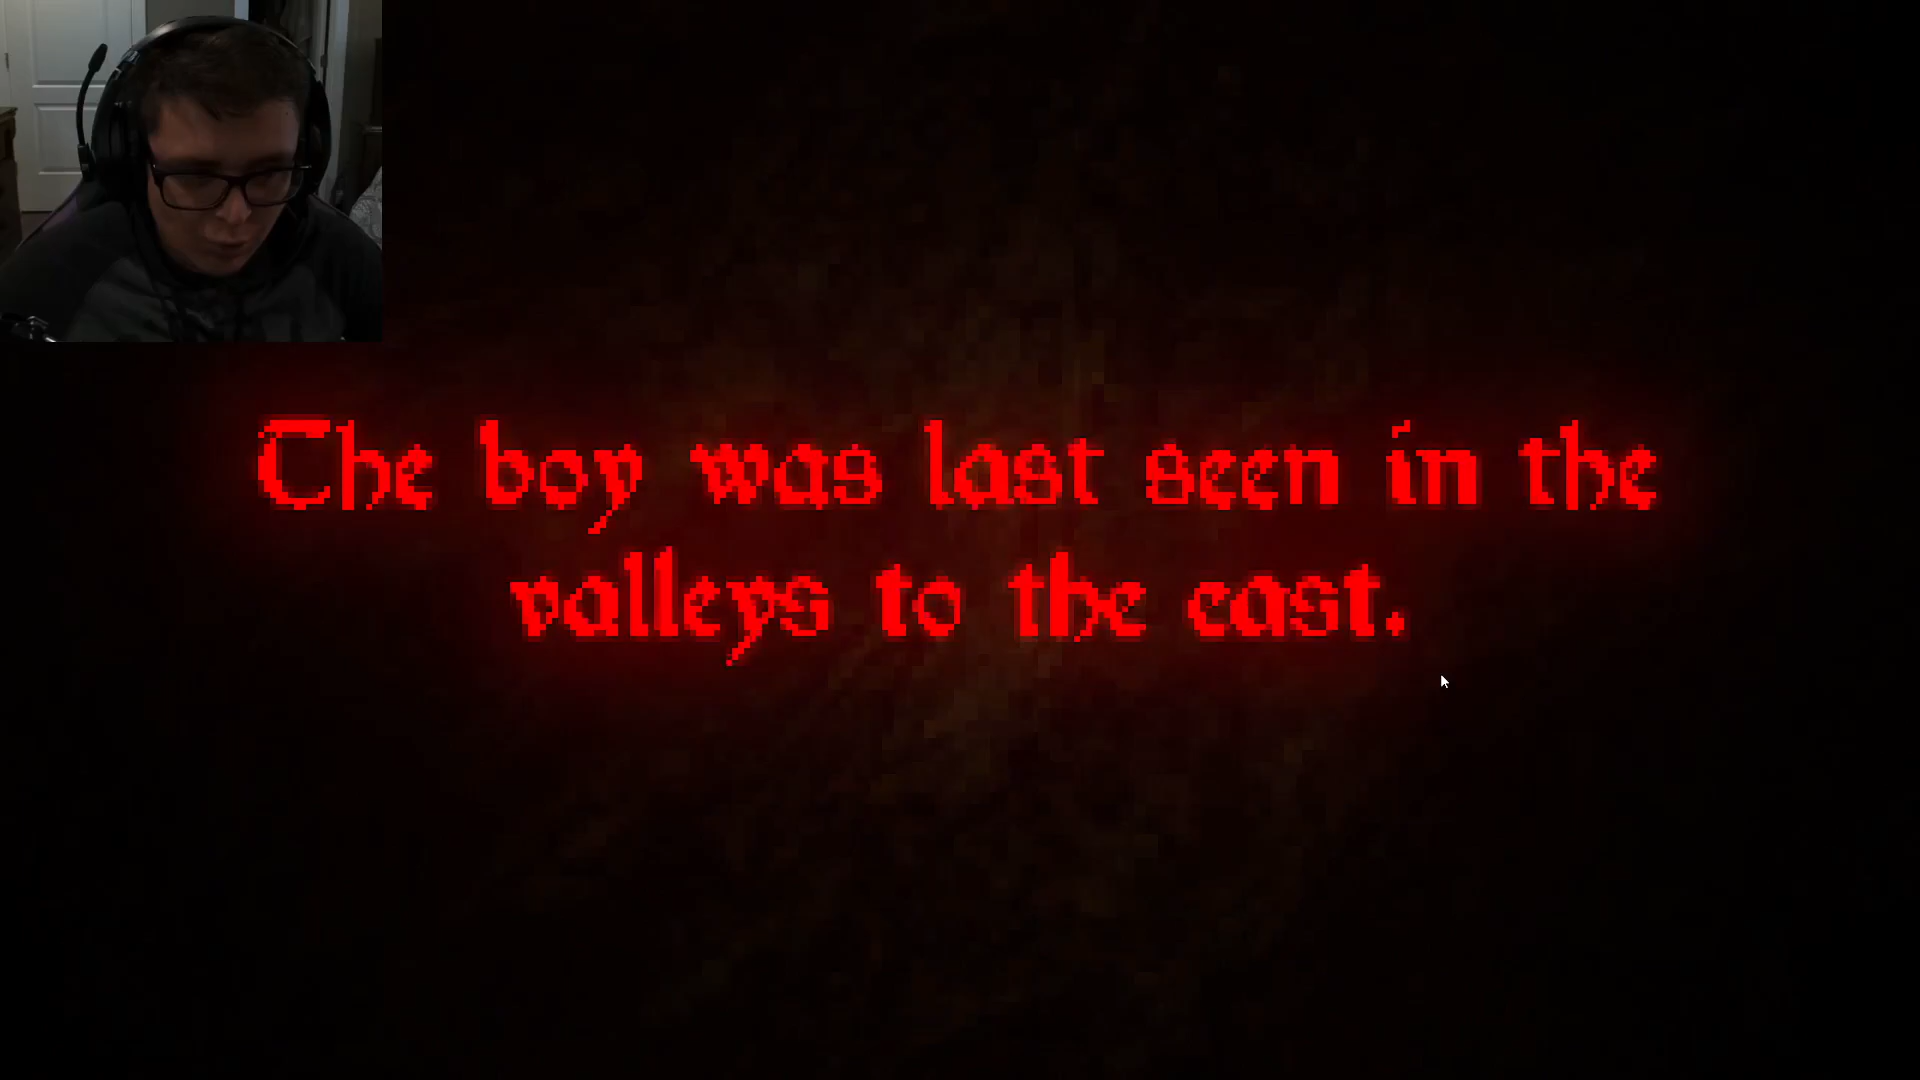 The boy was last seen in the
valleys to the east.